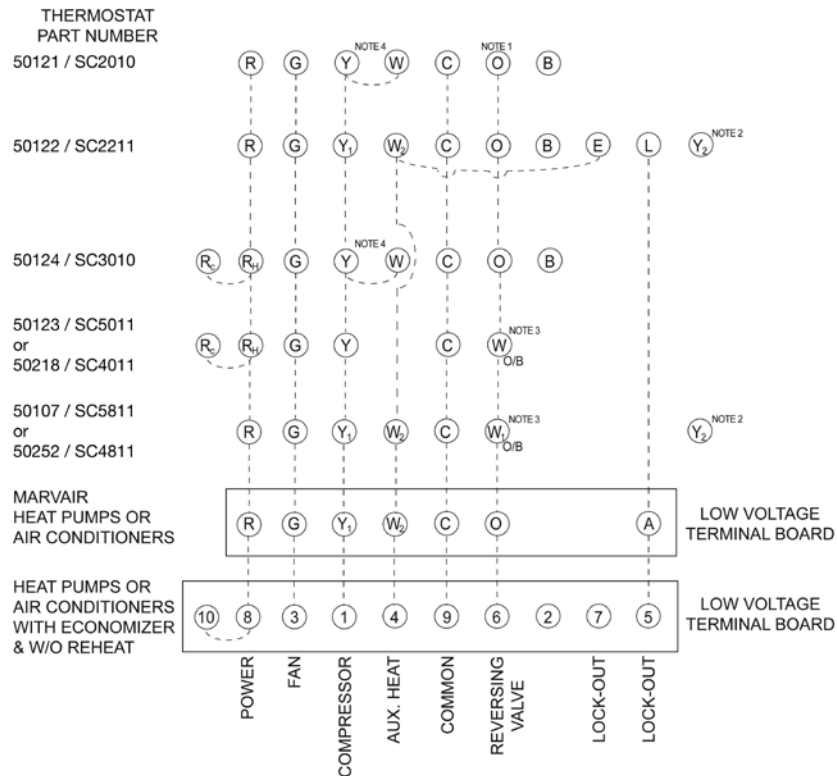 THERMOSTAT
PART NUMBER
50121 / SC2010 R G Y NOTE 4 W C NOTE 1 O B
50122 / SC2211 R G Y1 W2 C O B E L Y2 NOTE 2
50124 / SC3010 Rc RH G Y NOTE 4 W C O B
50123 / SC5011
or Rc RH G Y C W NOTE 3
50218 / SC4011 O/B
50107 / SC5811
or R G Y1 W2 C W1 NOTE 3 Y2 NOTE 2
50252 / SC4811 O/B
MARVAIR
HEAT PUMPS OR
AIR CONDITIONERS
R G Y1 W2 C O A
LOW VOLTAGE
TERMINAL BOARD
HEAT PUMPS OR
AIR CONDITIONERS
WITH ECONOMIZER
& W/O REHEAT
10 8 3 1 4 9 6 2 7 5
LOW VOLTAGE
TERMINAL BOARD
POWER
FAN
COMPRESSOR
AUX. HEAT
COMMON
REVERSING
VALVE
LOCK-OUT
LOCK-OUT